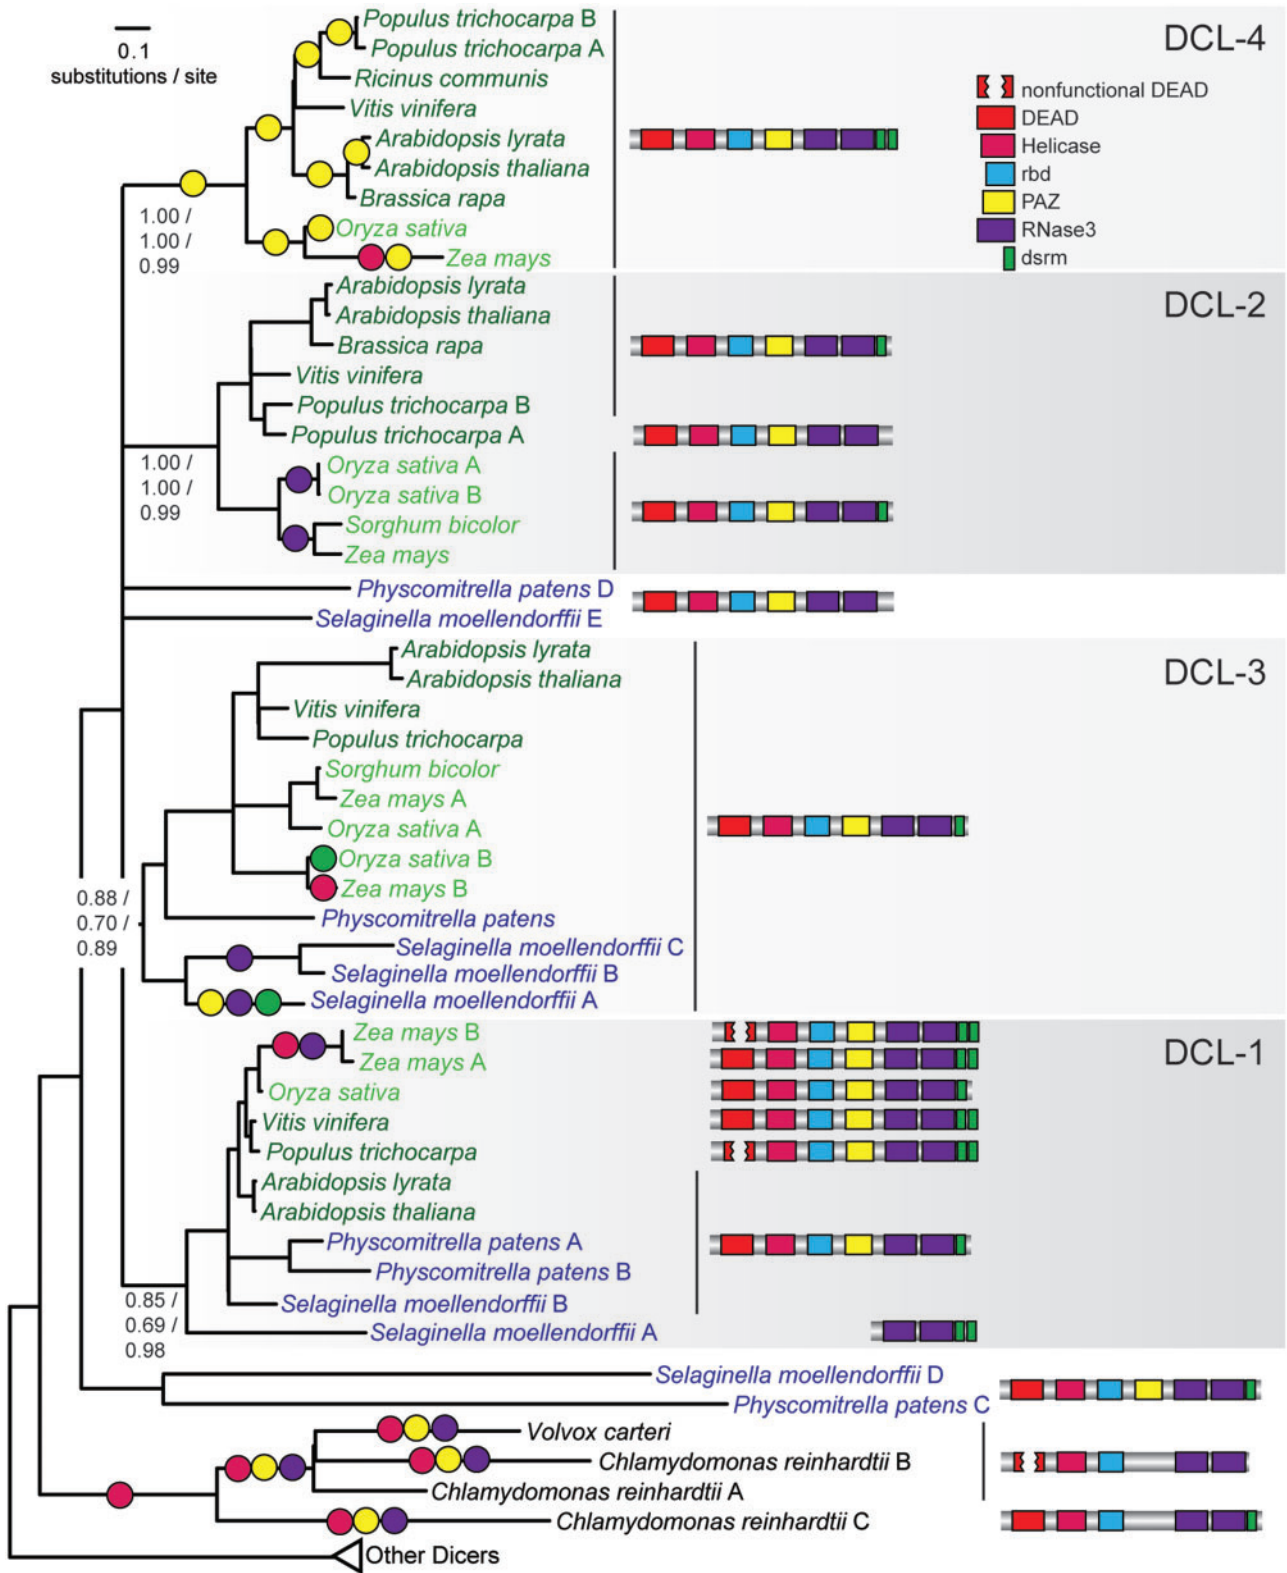 0.1
substitutions / site
DCL-4
nonfunctional DEAD
DEAD
Helicase
rbd
PAZ
RNase3
dsrm
Populus trichocarpa B
Populus trichocarpa A
Ricinus communis
Vitis vinifera
Arabidopsis lyrata
Arabidopsis thaliana
Brassica rapa
Oryza sativa
Zea mays
1.00 /
1.00 /
0.99
DCL-2
Arabidopsis lyrata
Arabidopsis thaliana
Brassica rapa
Vitis vinifera
Populus trichocarpa B
Populus trichocarpa A
Oryza sativa A
Oryza sativa B
Sorghum bicolor
Zea mays
1.00 /
1.00 /
0.99
Physcomitrella patens D
Selaginella moellendorffii E
DCL-3
Arabidopsis lyrata
Arabidopsis thaliana
Vitis vinifera
Populus trichocarpa
Sorghum bicolor
Zea mays A
Oryza sativa A
Oryza sativa B
Zea mays B
Physcomitrella patens
Selaginella moellendorffii C
Selaginella moellendorffii B
Selaginella moellendorffii A
0.88 /
0.70 /
0.89
DCL-1
Zea mays B
Zea mays A
Oryza sativa
Vitis vinifera
Populus trichocarpa
Arabidopsis lyrata
Arabidopsis thaliana
Physcomitrella patens A
Physcomitrella patens B
Selaginella moellendorffii B
Selaginella moellendorffii A
0.85 /
0.69 /
0.98
Selaginella moellendorffii D
Physcomitrella patens C
Volvox carteri
Chlamydomonas reinhardtii B
Chlamydomonas reinhardtii A
Chlamydomonas reinhardtii C
Other Dicers